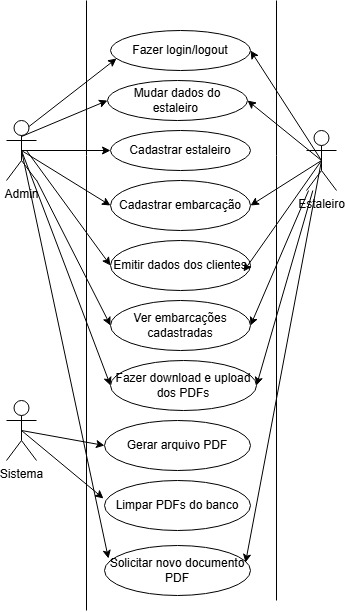 Fazer login/logout
Mudar dados do
estaleiro
Cadastrar estaleiro
Admin
Cadastrar embarcação
Estaleiro
Emitir dados dos clientes
Ver embarcações
cadastradas
Fazer download e upload
dos PDFs
Gerar arquivo PDF
Sistema
Limpar PDFs do banco
Solicitar novo documento
PDF